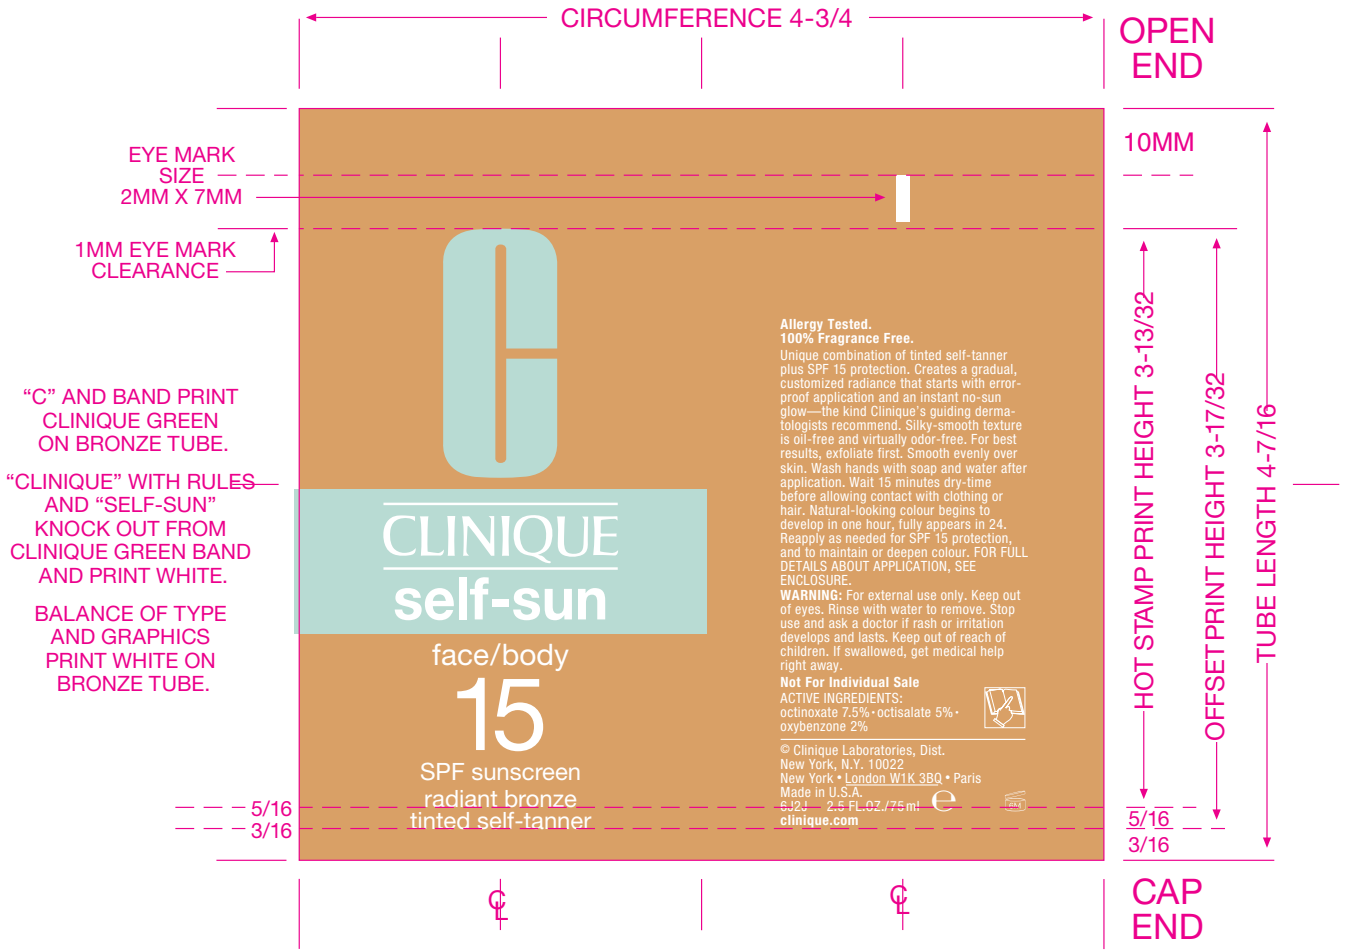 CIRCUMFERENCE 4-3/4
OPEN
END
10MM
EYE MARK
SIZE
2MM X 7MM
1MM EYE MARK
CLEARANCE
“C” AND BAND PRINT
CLINIQUE GREEN
ON BRONZE TUBE.
“CLINIQUE” WITH RULES
AND “SELF-SUN”
KNOCK OUT FROM
CLINIQUE GREEN BAND
AND PRINT WHITE.
BALANCE OF TYPE
AND GRAPHICS
PRINT WHITE ON
BRONZE TUBE.
5/16
3/16
C
CLINIQUE
self-sun
face/body
15
SPF sunscreen
radiant bronze
tinted self-tanner
Allergy Tested.
100% Fragrance Free.
Unique combination of tinted self-tanner
plus SPF 15 protection. Creates a gradual,
customized radiance that starts with error-
proof application and an instant no-sun
glow—the kind Clinique’s guiding derma-
tologists recommend. Silky-smooth texture
is oil-free and virtually odor-free. For best
results, exfoliate first. Smooth evenly over
skin. Wash hands with soap and water after
application. Wait 15 minutes dry-time
before allowing contact with clothing or
hair. Natural-looking colour begins to
develop in one hour, fully appears in 24.
Reapply as needed for SPF 15 protection,
and to maintain or deepen colour. FOR FULL
DETAILS ABOUT APPLICATION, SEE
ENCLOSURE.
WARNING: For external use only. Keep out
of eyes. Rinse with water to remove. Stop
use and ask a doctor if rash or irritation
develops and lasts. Keep out of reach of
children. If swallowed, get medical help
right away.
Not For Individual Sale
ACTIVE INGREDIENTS:
octinoxate 7.5% • octisalate 5% •
oxybenzone 2%
© Clinique Laboratories, Dist.
New York, N.Y. 10022
New York • London W1K 3BQ • Paris
Made in U.S.A.
6J2J 2.5 FL.OZ./75 ml ℮
clinique.com
HOT STAMP PRINT HEIGHT 3-13/32
OFFSET PRINT HEIGHT 3-17/32
TUBE LENGTH 4-7/16
5/16
3/16
CAP
END
℄
℄